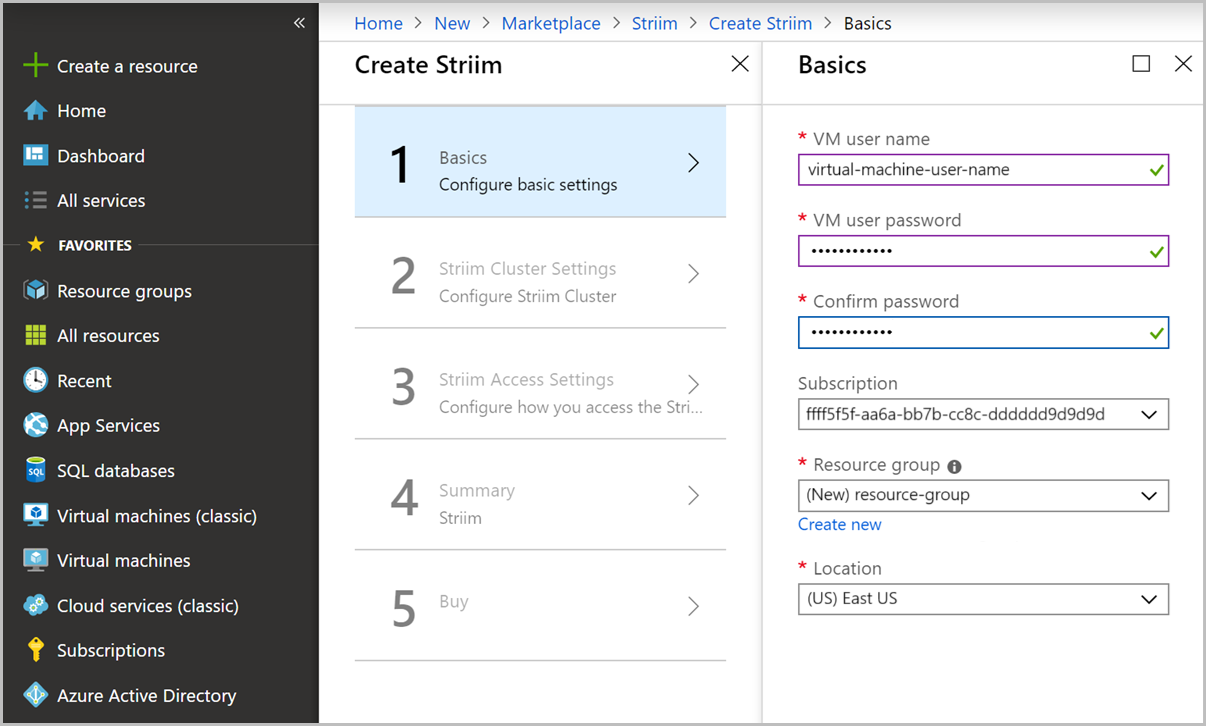 «
Create a resource
Home
Dashboard
All services
FAVORITES
Resource groups
All resources
Recent
App Services
SQL
SQL databases
Virtual machines (classic)
Virtual machines
Cloud services (classic)
Subscriptions
Azure Active Directory
Home > New > Marketplace > Striim > Create Striim > Basics
Create Striim
1
Basics
Configure basic settings
2
Striim Cluster Settings
Configure Striim Cluster
3
Striim Access Settings
Configure how you access the Stri...
4
Summary
Striim
5
Buy
Basics
* VM user name
virtual-machine-user-name
* VM user password
••••••••••••
* Confirm password
••••••••••••
Subscription
ffff5f5f-aa6a-bb7b-cc8c-dddddd9d9d9d
* Resource group
(New) resource-group
Create new
* Location
(US) East US